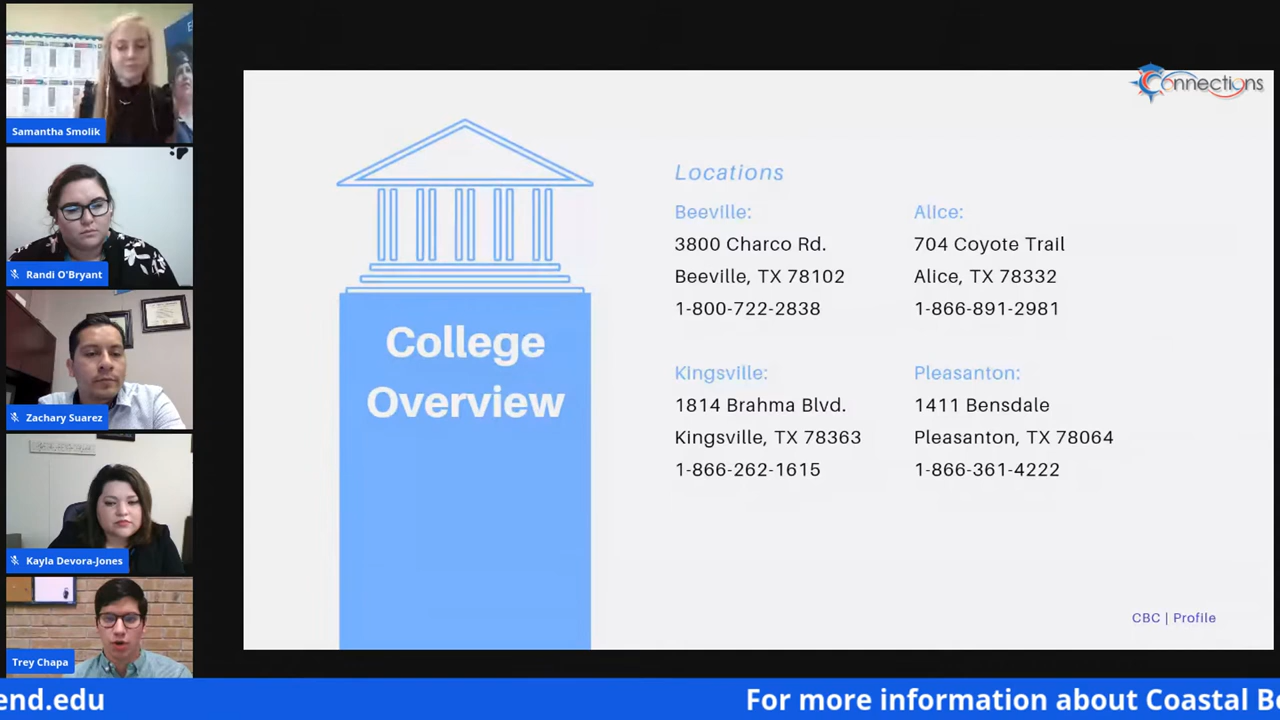 Samantha Smolik
Randi O'Bryant
Zachary Suarez
Kayla Devora-Jones
Trey Chapa
Connections
College
Overview
Locations
Beeville:
3800 Charco Rd.
Beeville, TX 78102
1-800-722-2838
Alice:
704 Coyote Trail
Alice, TX 78332
1-866-891-2981
Kingsville:
1814 Brahma Blvd.
Kingsville, TX 78363
1-866-262-1615
Pleasanton:
1411 Bensdale
Pleasanton, TX 78064
1-866-361-4222
CBC | Profile
end.edu
For more information about Coastal Be